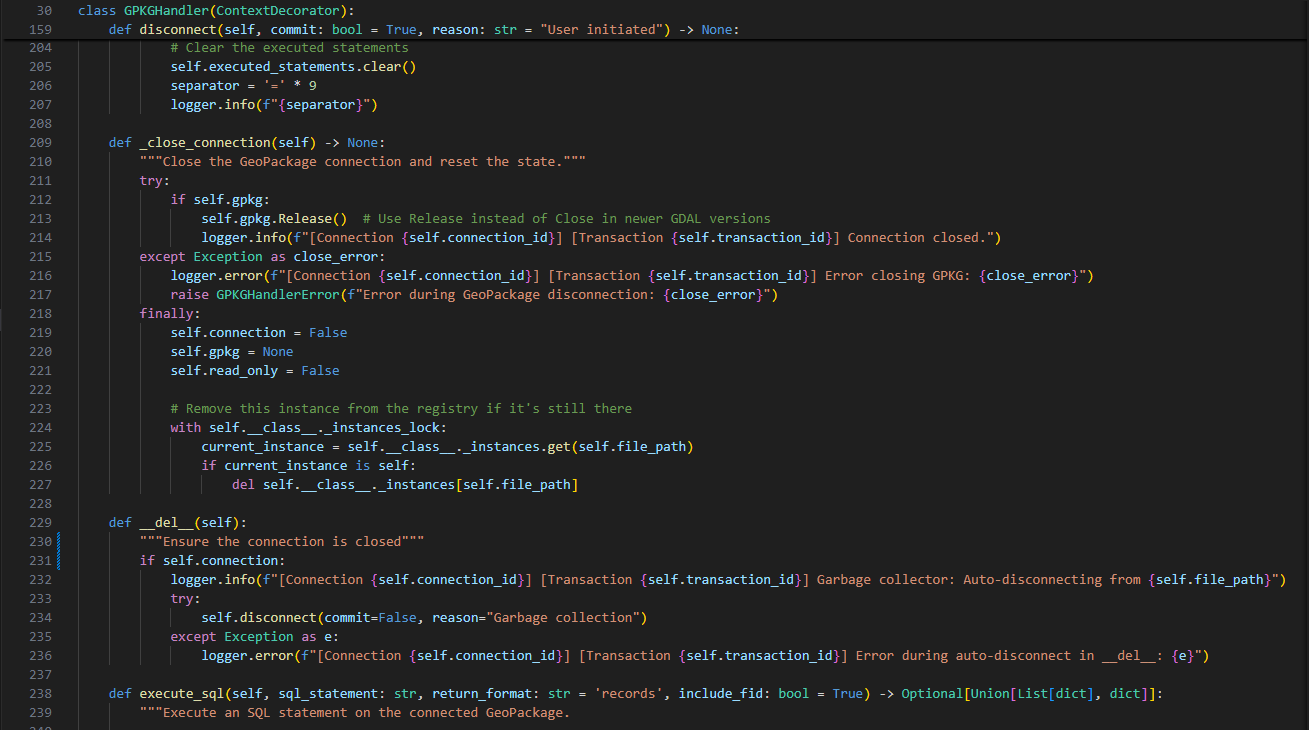 30 class GPKGHandler(ContextDecorator):
159 def disconnect(self, commit: bool = True, reason: str = "User initiated") -> None:
204 # Clear the executed statements
205 self.executed_statements.clear()
206 separator = '=' * 9
207 logger.info(f"{separator}")
208
209 def _close_connection(self) -> None:
210 """Close the GeoPackage connection and reset the state."""
211 try:
212 if self.gpkg:
213 self.gpkg.Release()  # Use Release instead of Close in newer GDAL versions
214 logger.info(f"[Connection {self.connection_id}] [Transaction {self.transaction_id}] Connection closed.")
215 except Exception as close_error:
216 logger.error(f"[Connection {self.connection_id}] [Transaction {self.transaction_id}] Error closing GPKG: {close_error}")
217 raise GPKGHandlerError(f"Error during GeoPackage disconnection: {close_error}")
218 finally:
219 self.connection = False
220 self.gpkg = None
221 self.read_only = False
222
223 # Remove this instance from the registry if it's still there
224 with self.__class__._instances_lock:
225 current_instance = self.__class__._instances.get(self.file_path)
226 if current_instance is self:
227 del self.__class__._instances[self.file_path]
228
229 def __del__(self):
230 """Ensure the connection is closed"""
231 if self.connection:
232 logger.info(f"[Connection {self.connection_id}] [Transaction {self.transaction_id}] Garbage collector: Auto-disconnecting from {self.file_path}")
233 try:
234 self.disconnect(commit=False, reason="Garbage collection")
235 except Exception as e:
236 logger.error(f"[Connection {self.connection_id}] [Transaction {self.transaction_id}] Error during auto-disconnect in __del__: {e}")
237
238 def execute_sql(self, sql_statement: str, return_format: str = 'records', include_fid: bool = True) -> Optional[Union[List[dict], dict]]:
239 """Execute an SQL statement on the connected GeoPackage.